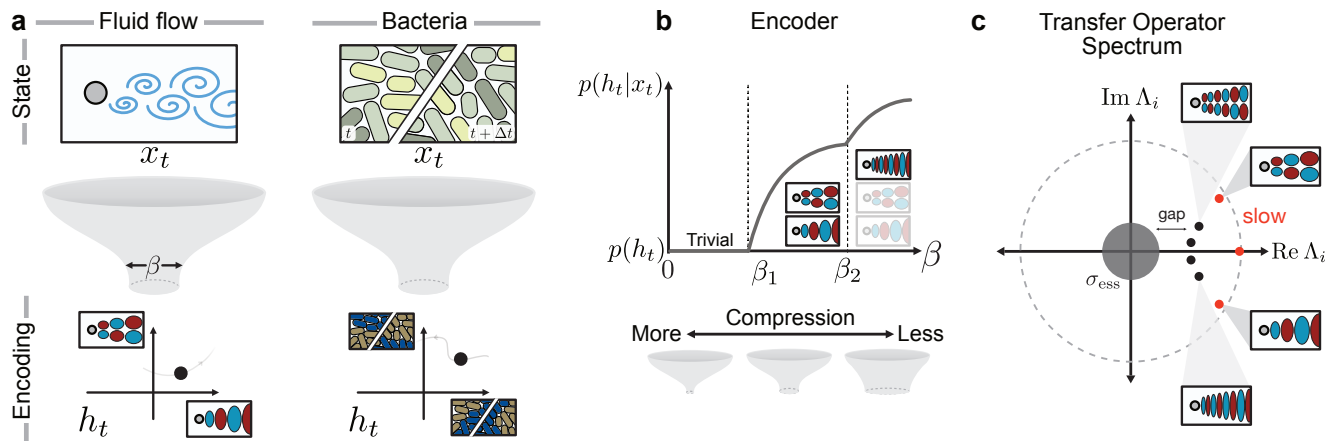 a
Fluid flow
Bacteria
State
t
t + Δt
x_t
x_t
β
Encoding
h_t
h_t
b
Encoder
p(h_t|x_t)
Trivial
p(h_t)
0
β_1
β_2
β
Compression
More
Less
c
Transfer Operator
Spectrum
Im Λ_i
slow
gap
Re Λ_i
σ_ess